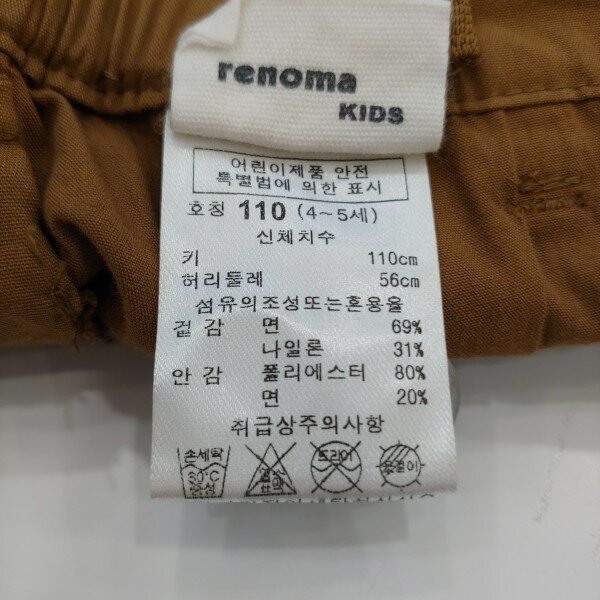 renoma
KIDS
어린이제품 안전
특별법에 의한 표시
호칭 110 (4~5세)
신체치수
키 110cm
허리둘레 56cm
섬유의조성또는혼용율
겉감 면 69%
나일론 31%
안감 폴리에스터 80%
면 20%
취급상주의사항
손세탁 드라이
30°C 중성